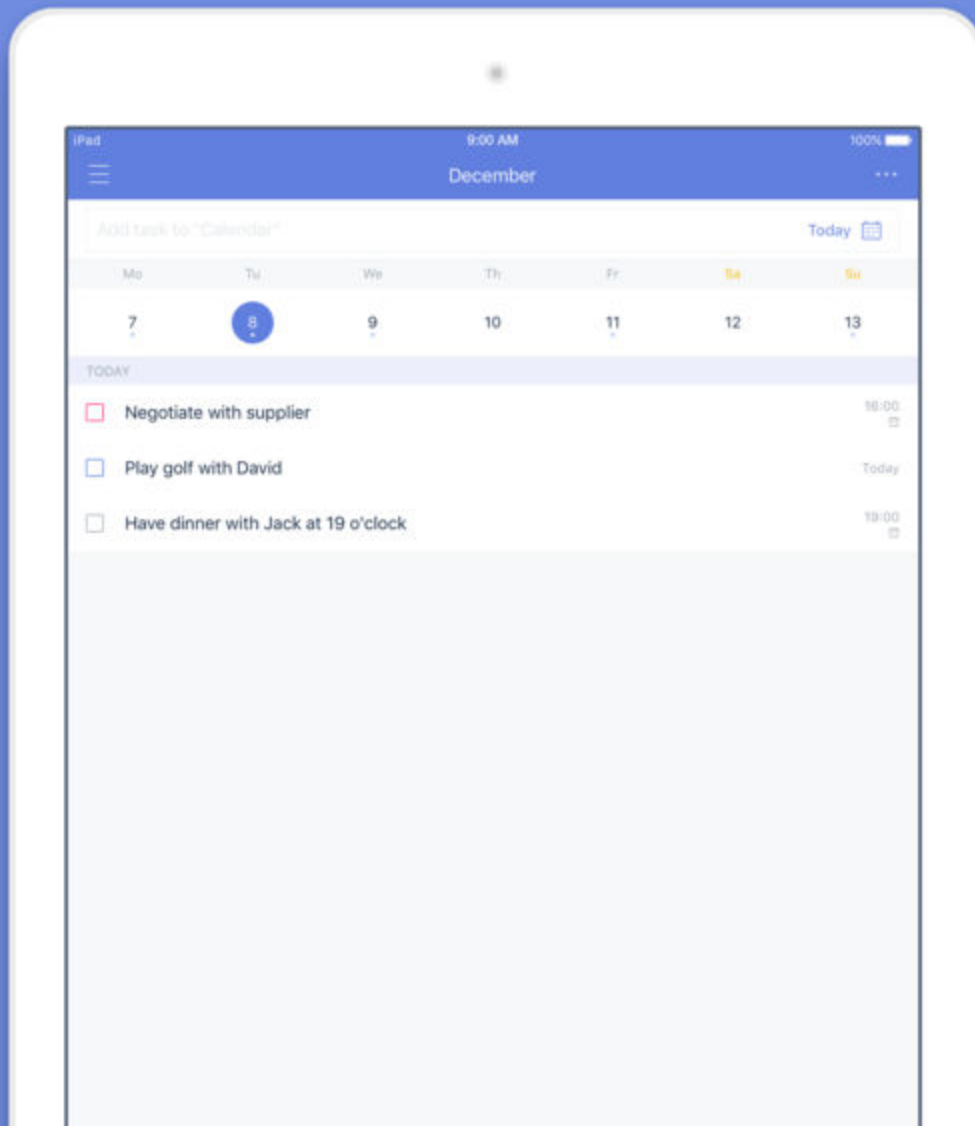 iPad 9:00 AM 100%
December
Add task to "Calendar" Today
Mo Tu We Th Fr Sa Su
7 8 9 10 11 12 13
TODAY
Negotiate with supplier 16:00
Play golf with David Today
Have dinner with Jack at 19 o'clock 19:00